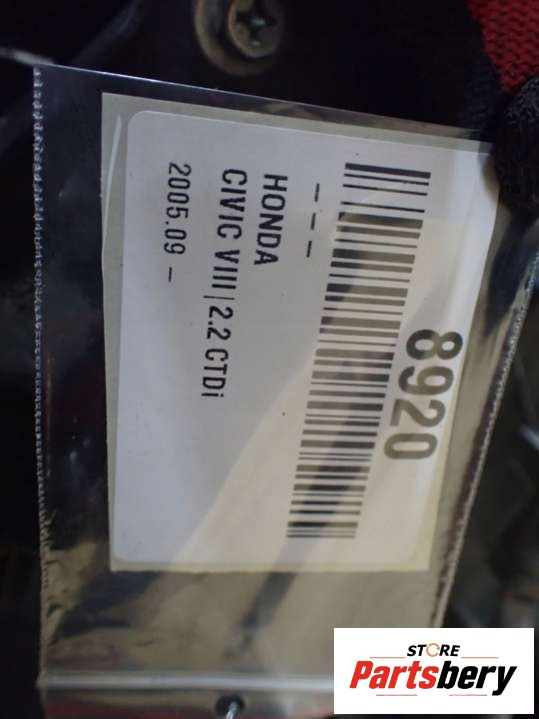 8920
– – –
HONDA
CIVIC VIII | 2.2 CTDi
2005.09 –
STORE
Partsbery